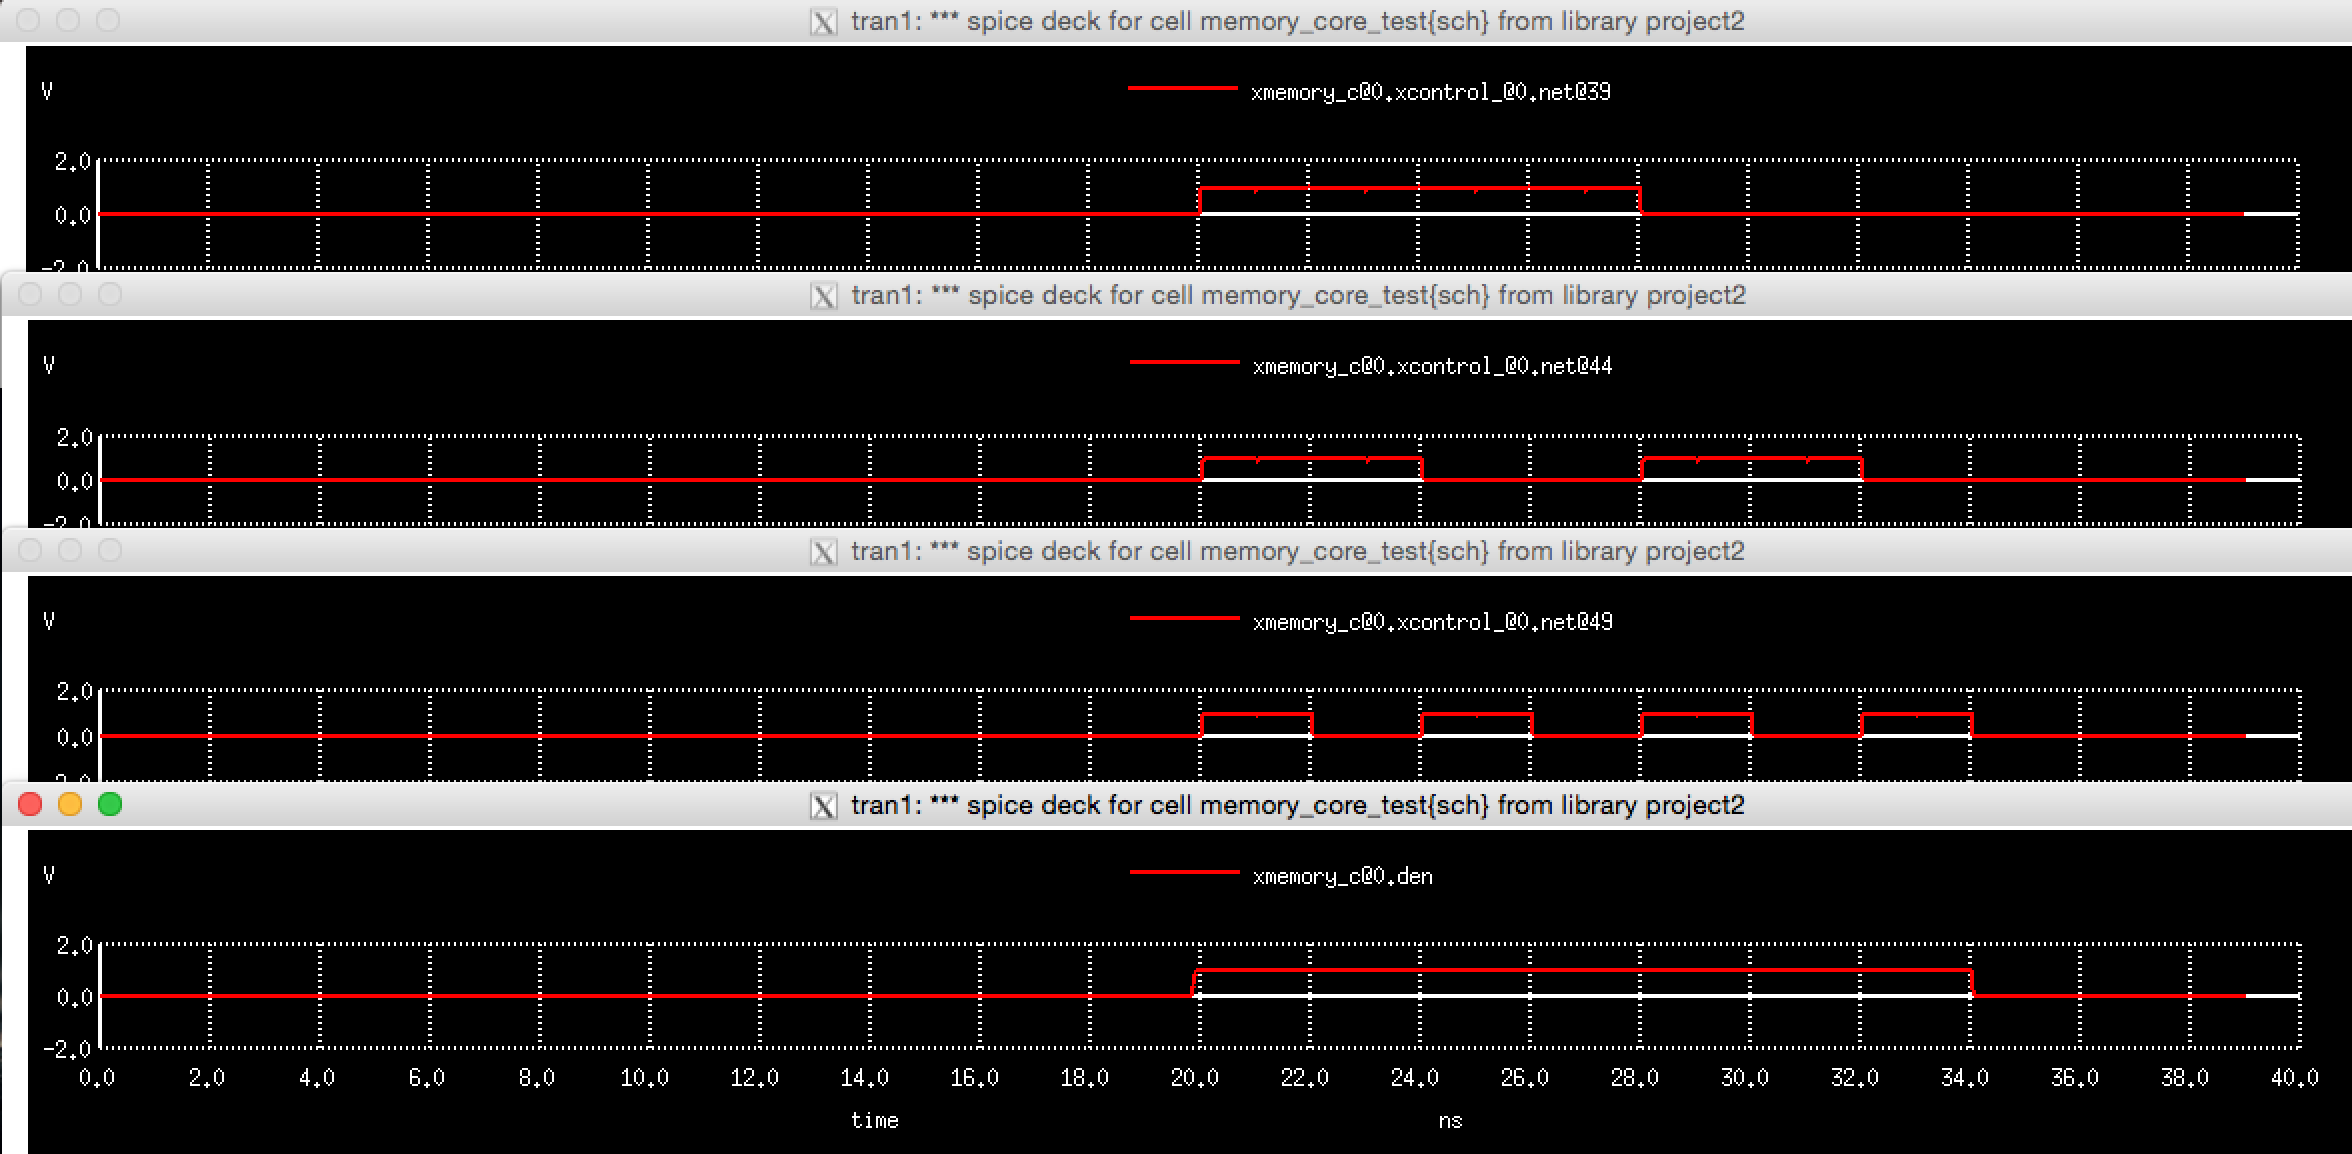 tran1: *** spice deck for cell memory_core_test{sch} from library project2
V
xmemory_c@0.xcontrol_@0.net@39
2.0
0.0
-2.0
tran1: *** spice deck for cell memory_core_test{sch} from library project2
V
xmemory_c@0.xcontrol_@0.net@44
2.0
0.0
-2.0
tran1: *** spice deck for cell memory_core_test{sch} from library project2
V
xmemory_c@0.xcontrol_@0.net@49
2.0
0.0
-2.0
tran1: *** spice deck for cell memory_core_test{sch} from library project2
V
xmemory_c@0.den
2.0
0.0
-2.0
0.0 2.0 4.0 6.0 8.0 10.0 12.0 14.0 16.0 18.0 20.0 22.0 24.0 26.0 28.0 30.0 32.0 34.0 36.0 38.0 40.0
time ns